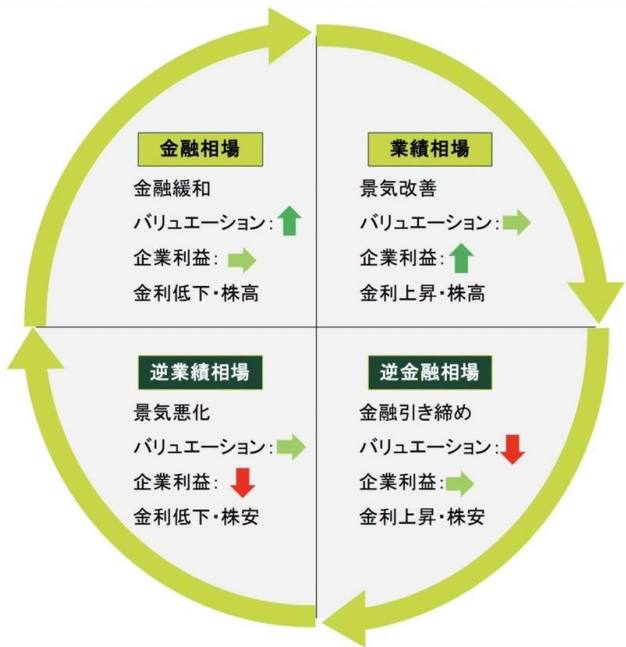 金融相場
金融緩和
バリュエーション:
企業利益:
金利低下・株高
業績相場
景気改善
バリュエーション:
企業利益:
金利上昇・株高
逆業績相場
景気悪化
バリュエーション:
企業利益:
金利低下・株安
逆金融相場
金融引き締め
バリュエーション:
企業利益:
金利上昇・株安